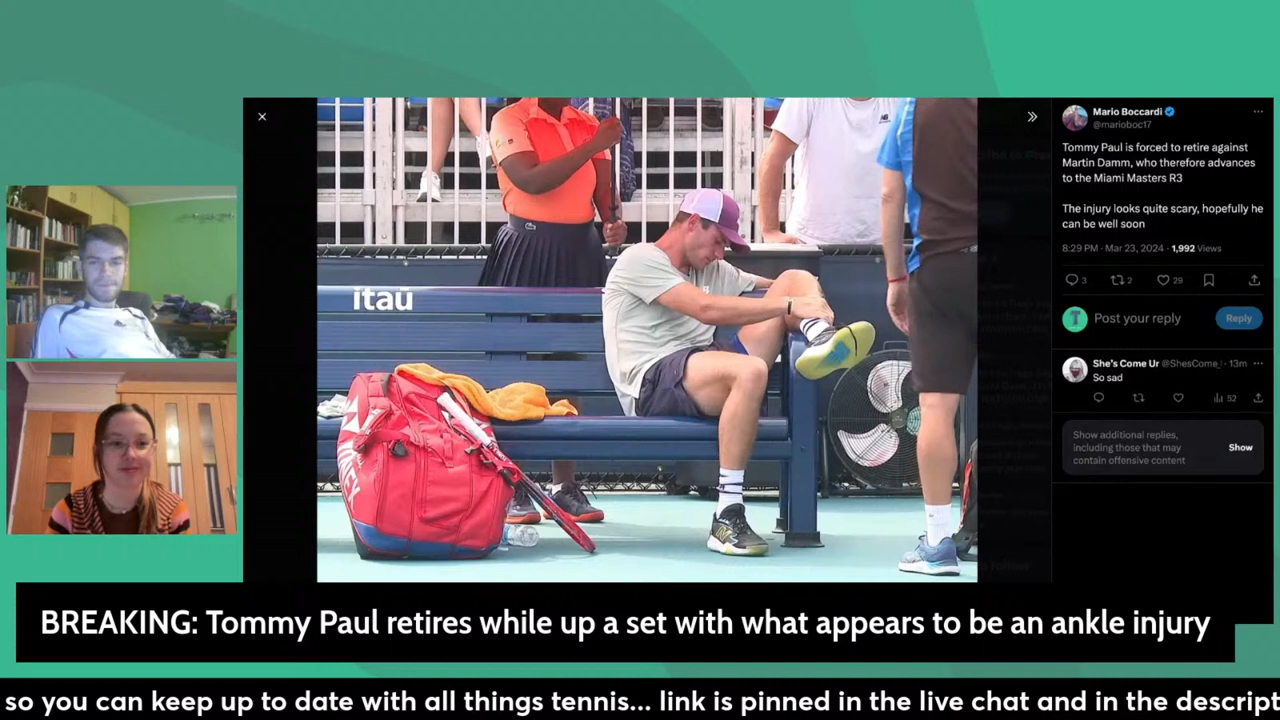 Mario Boccardi
@marioboc17
Tommy Paul is forced to retire against
Martin Damm, who therefore advances
to the Miami Masters R3
The injury looks quite scary, hopefully he
can be well soon
8:29 PM · Mar 23, 2024 · 1,992 Views
3 2 29
Post your reply Reply
She's Come Ur @ShesCome_ · 13m
So sad
52
Show additional replies,
including those that may
contain offensive content
Show
itaū
BREAKING: Tommy Paul retires while up a set with what appears to be an ankle injury
so you can keep up to date with all things tennis... link is pinned in the live chat and in the descript